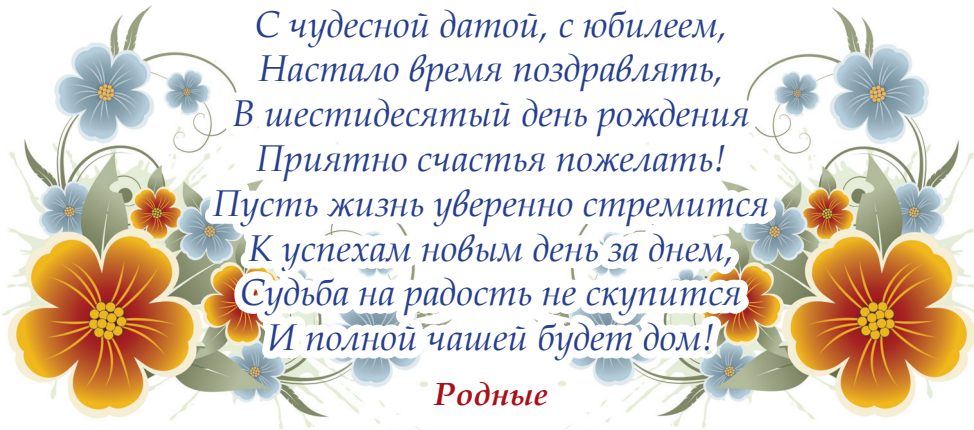 С чудесной датой, с юбилеем,
Настало время поздравлять,
В шестидесятый день рождения
Приятно счастья пожелать!
Пусть жизнь уверенно стремится
К успехам новым день за днем,
Судьба на радость не скупится
И полной чашей будет дом!
Родные